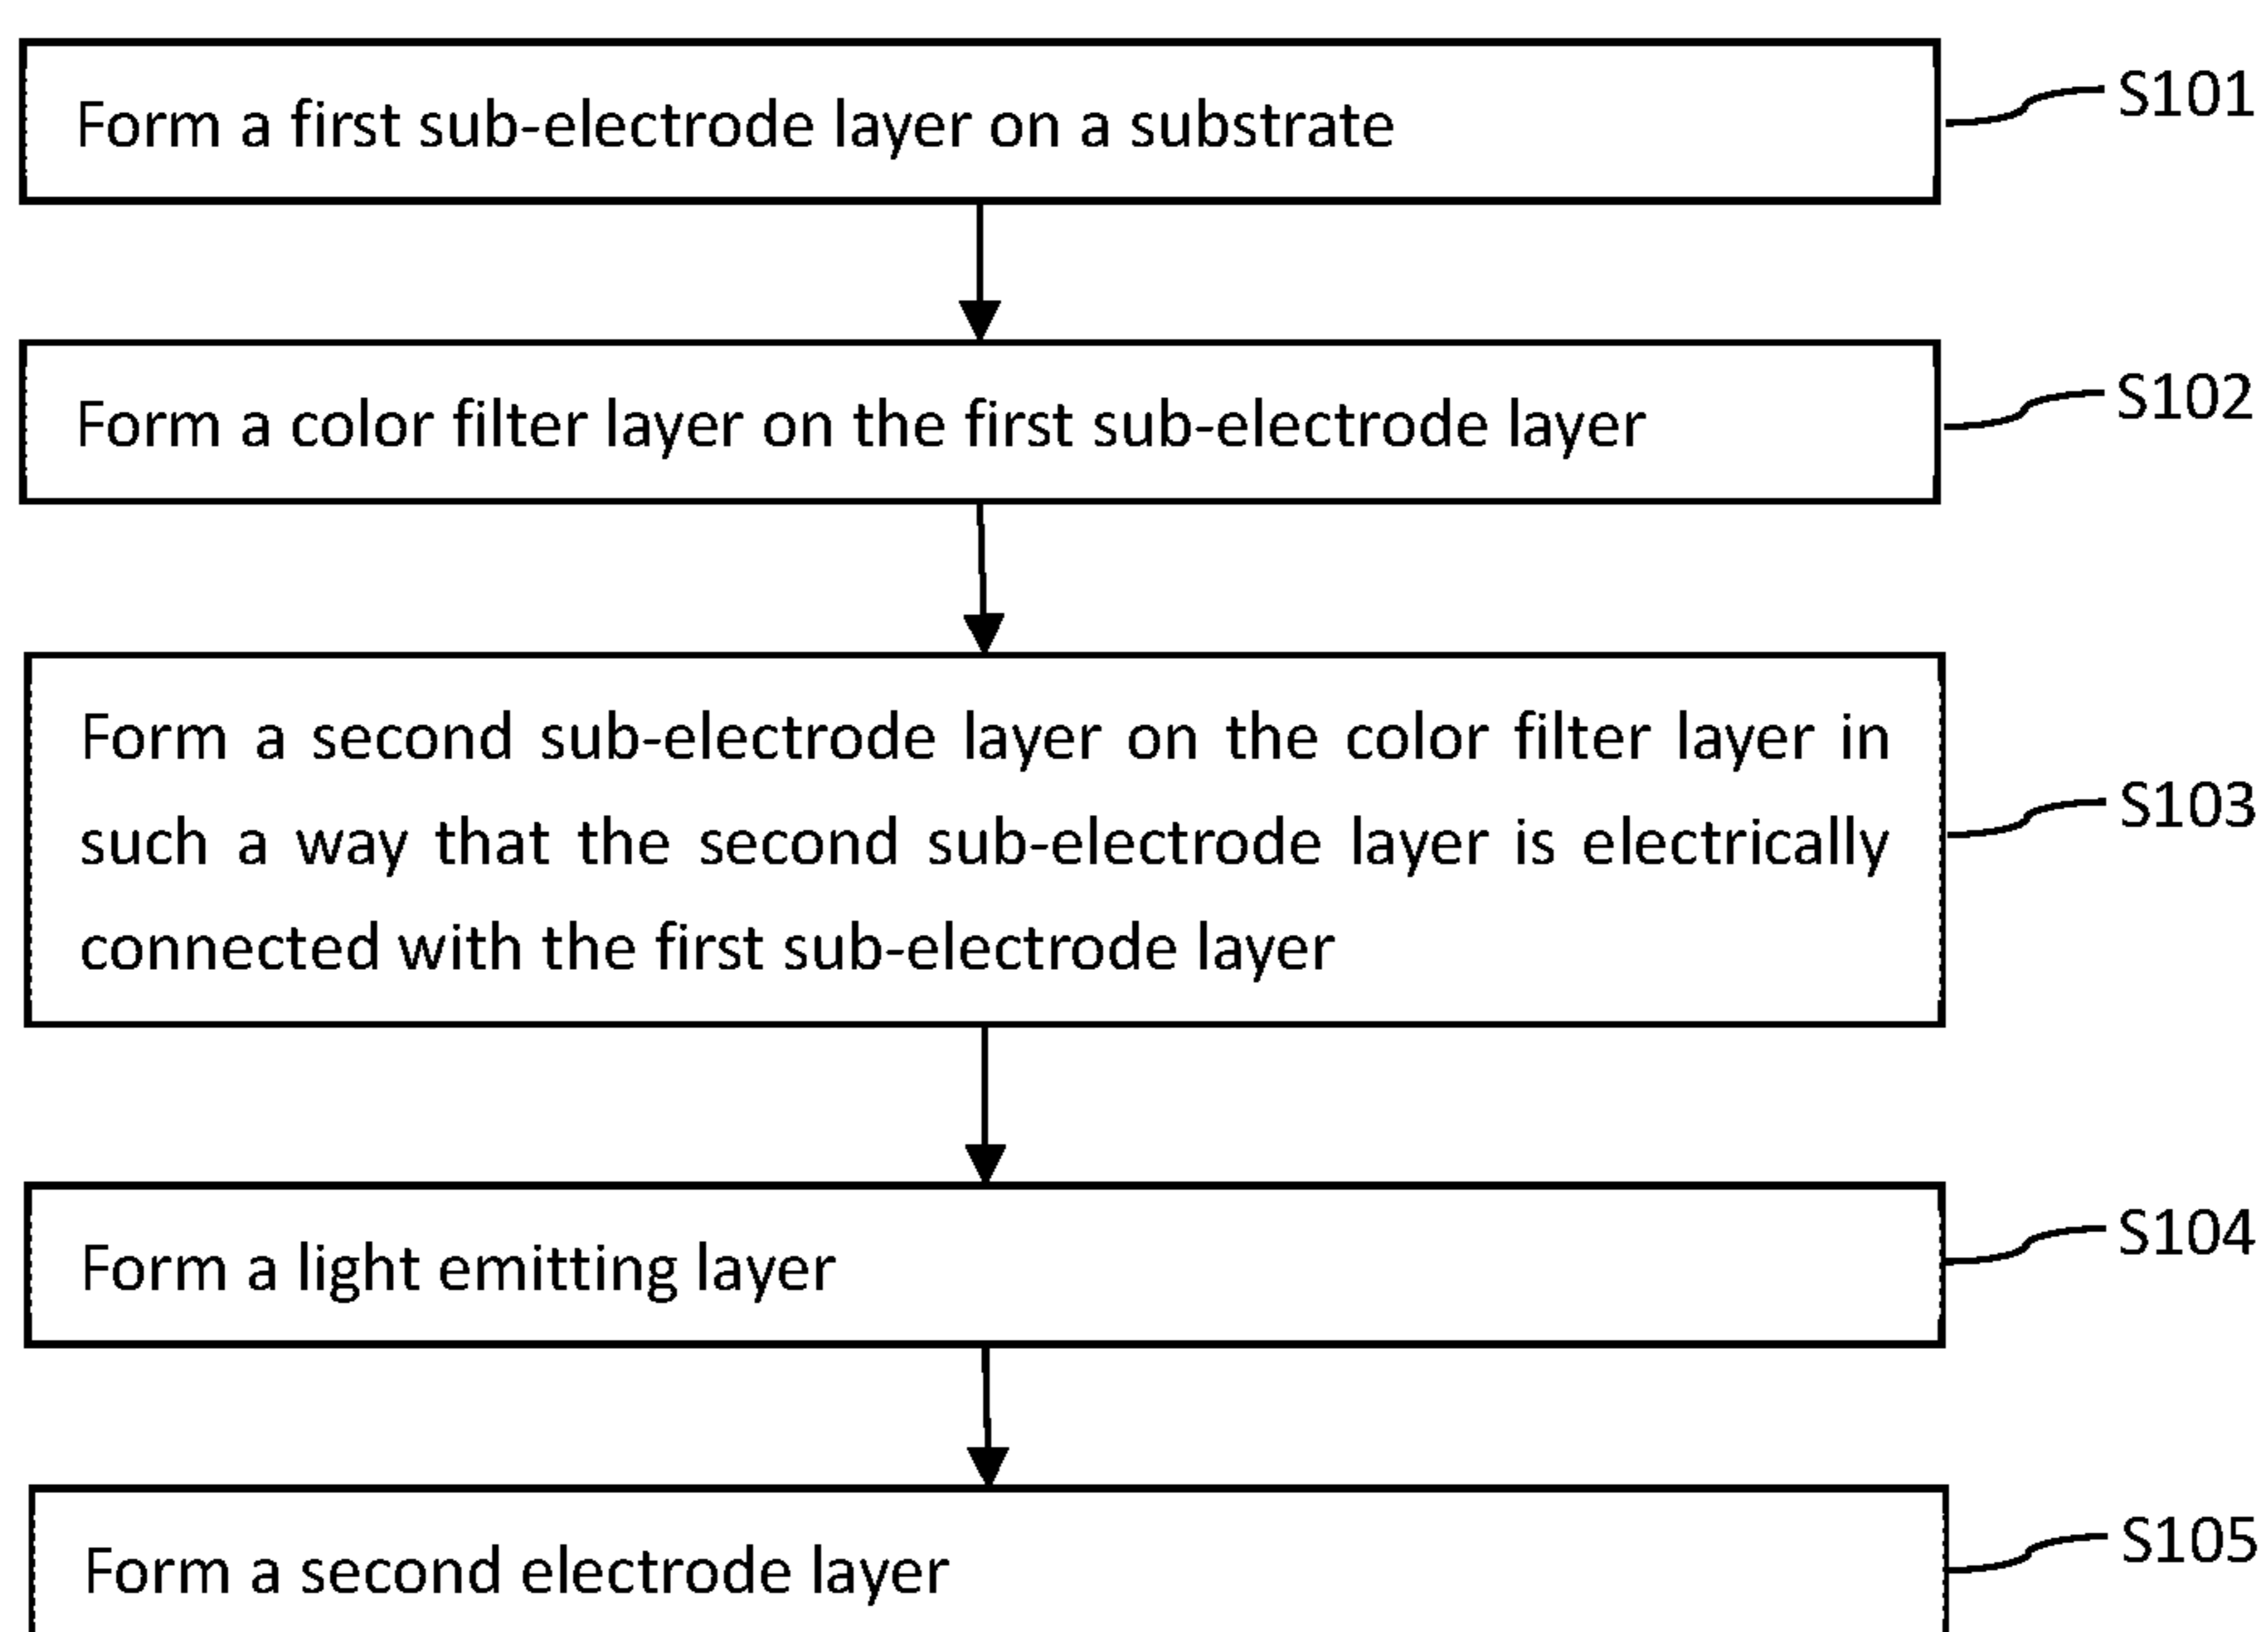 Form a first sub-electrode layer on a substrate
S101
Form a color filter layer on the first sub-electrode layer
S102
Form a second sub-electrode layer on the color filter layer in
such a way that the second sub-electrode layer is electrically
connected with the first sub-electrode layer
S103
Form a light emitting layer
S104
Form a second electrode layer
S105